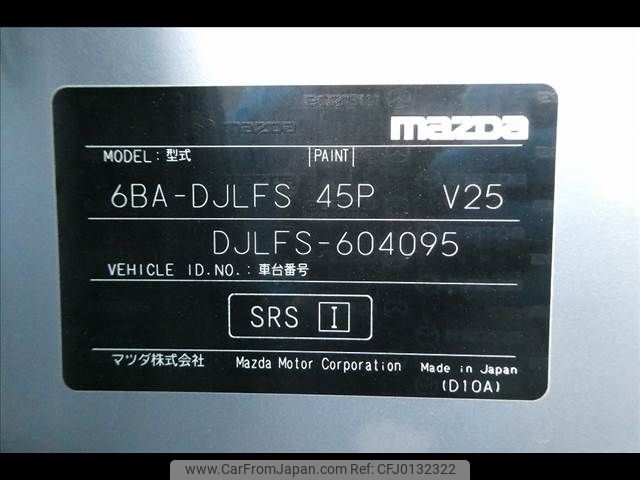 mazda
MODEL : 型式 PAINT
6BA-DJLFS 45P V25
DJLFS-604095
VEHICLE ID.NO. : 車台番号
SRS I
マツダ株式会社 Mazda Motor Corporation Made in Japan
(D10A)
www.CarFromJapan.com for CFJ0132322